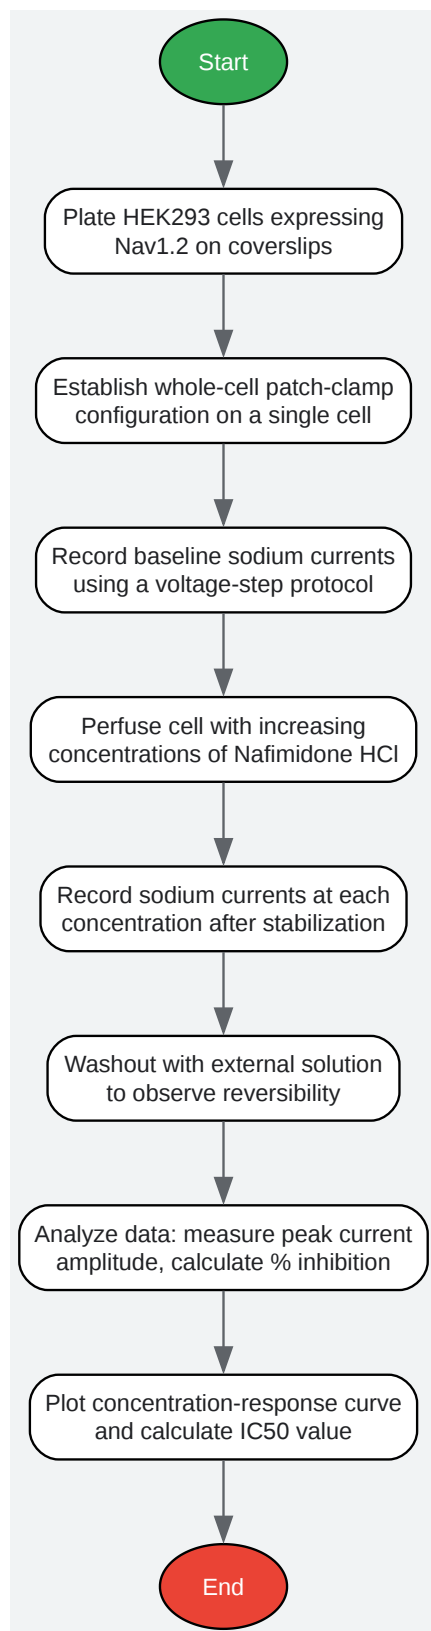 Start
Plate HEK293 cells expressing
Nav1.2 on coverslips
Establish whole-cell patch-clamp
configuration on a single cell
Record baseline sodium currents
using a voltage-step protocol
Perfuse cell with increasing
concentrations of Nafimidone HCl
Record sodium currents at each
concentration after stabilization
Washout with external solution
to observe reversibility
Analyze data: measure peak current
amplitude, calculate % inhibition
Plot concentration-response curve
and calculate IC50 value
End